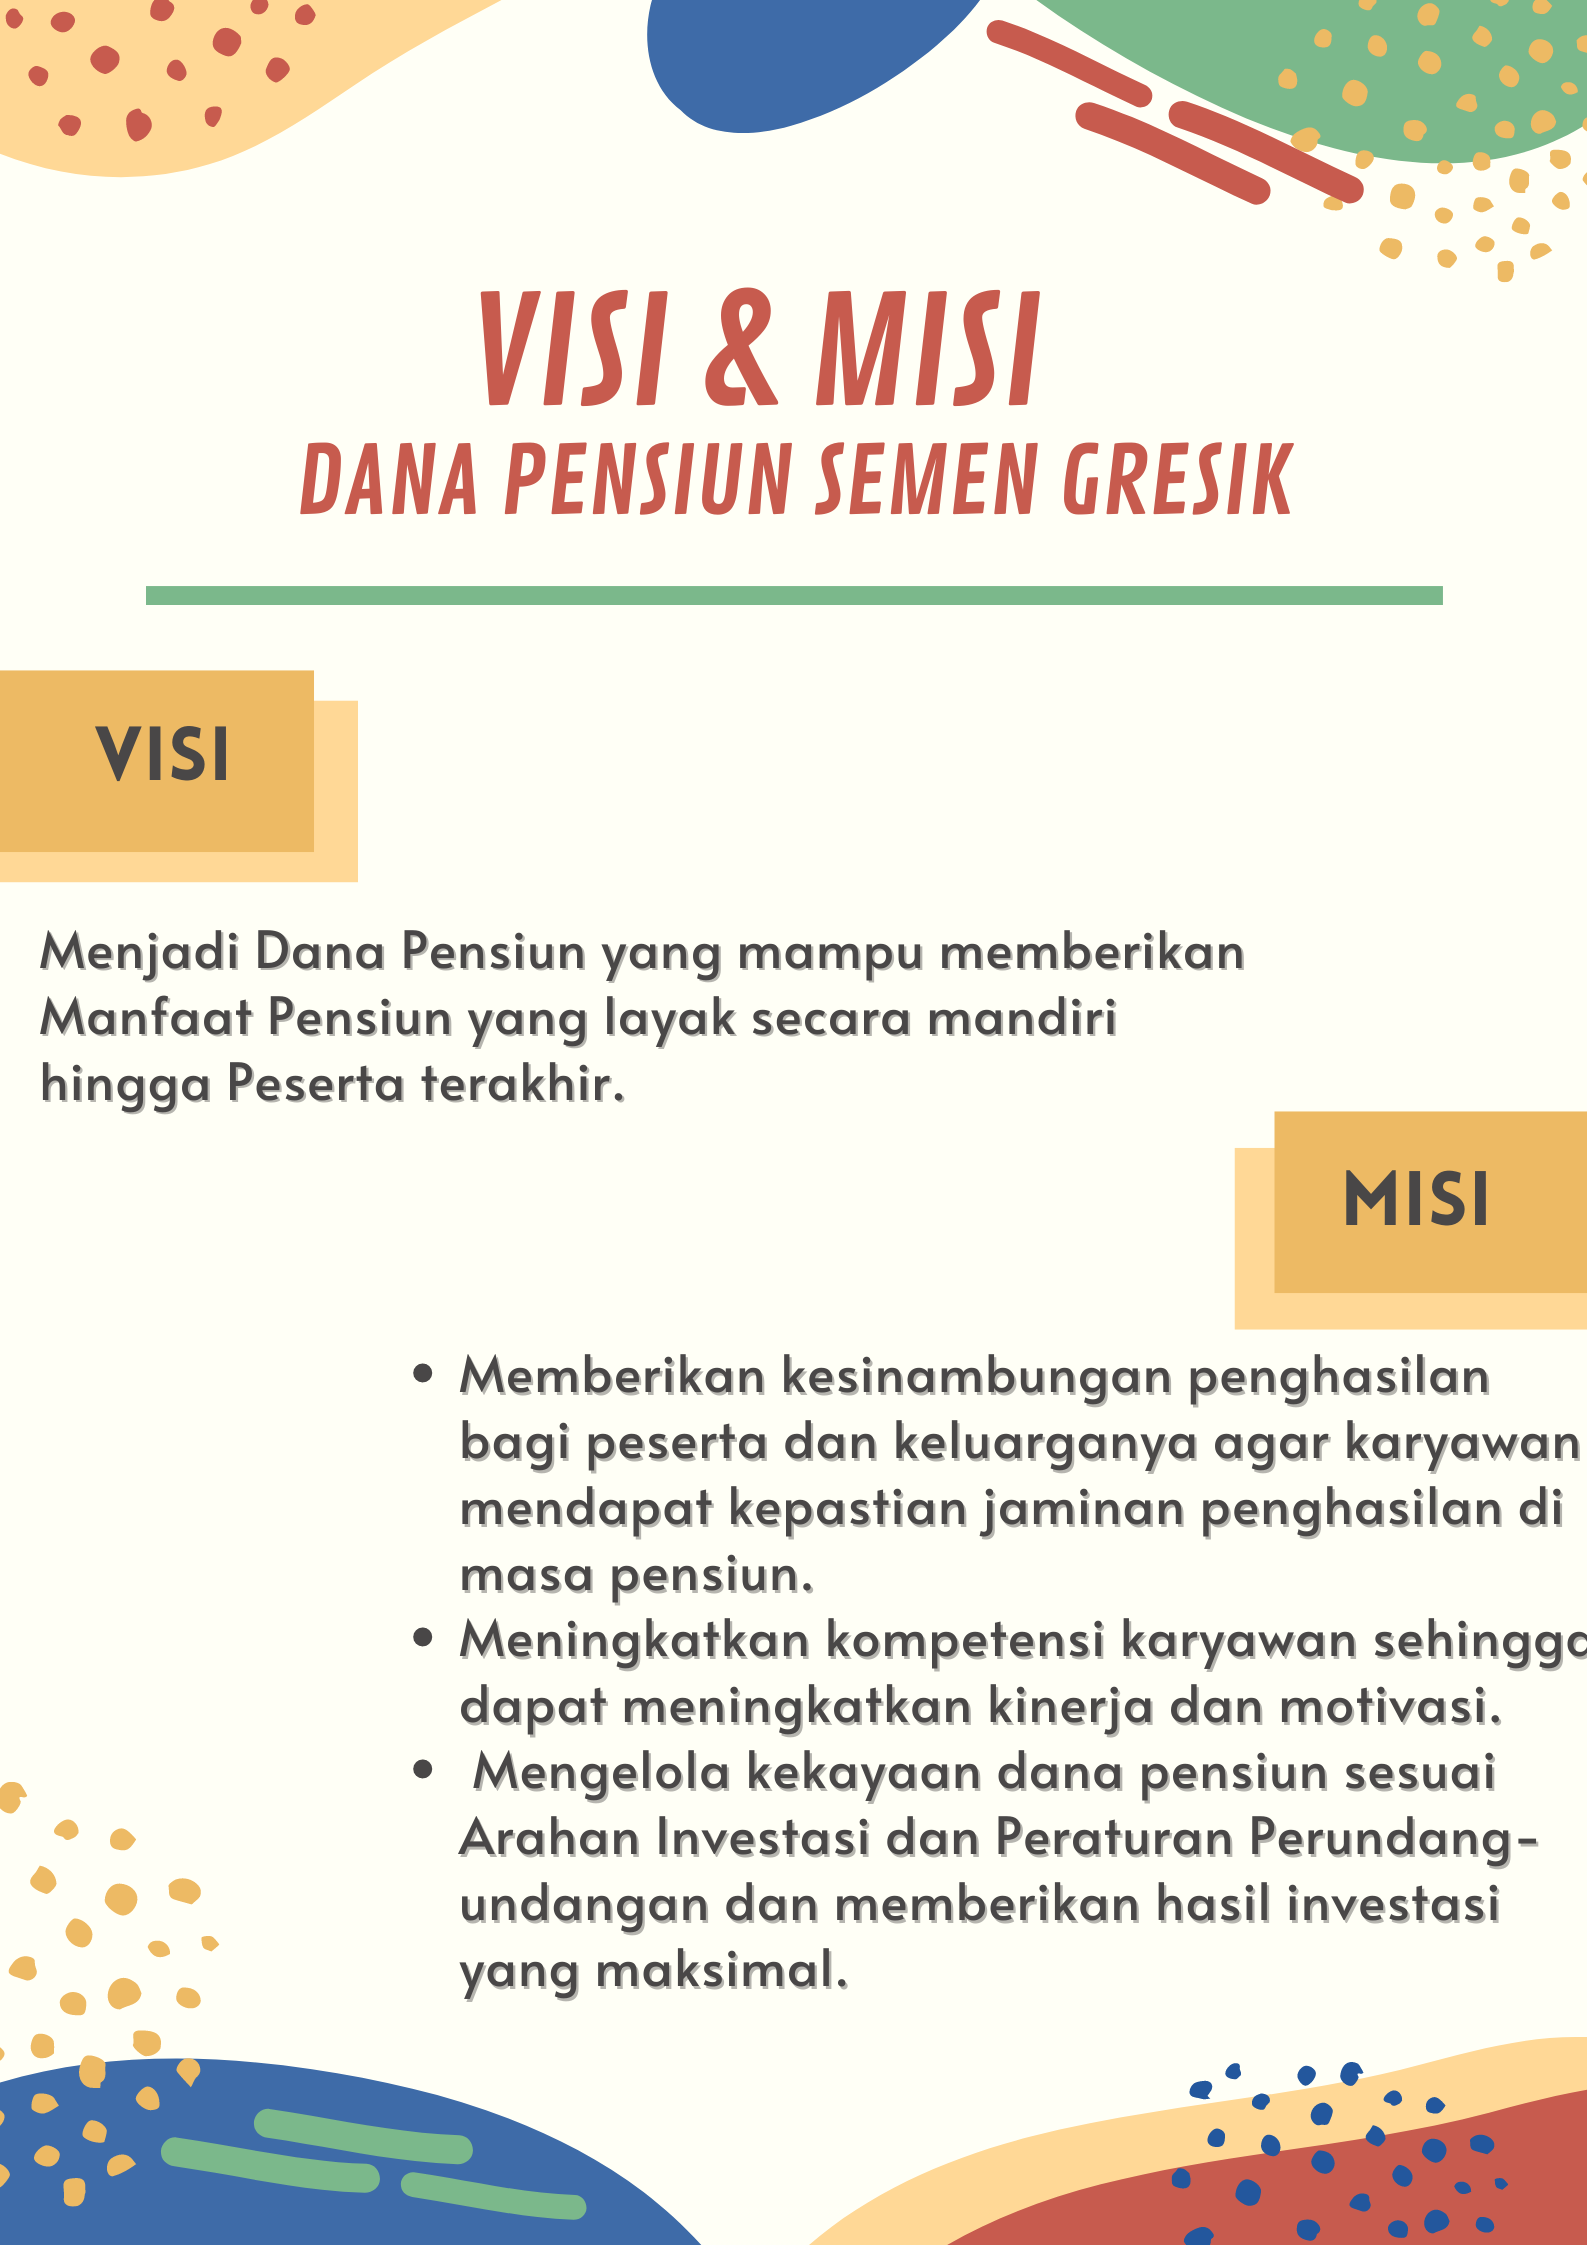 VISI & MISI
DANA PENSIUN SEMEN GRESIK
VISI
Menjadi Dana Pensiun yang mampu memberikan
Manfaat Pensiun yang layak secara mandiri
hingga Peserta terakhir.
MISI
• Memberikan kesinambungan penghasilan
bagi peserta dan keluarganya agar karyawan
mendapat kepastian jaminan penghasilan di
masa pensiun.
• Meningkatkan kompetensi karyawan sehingga
dapat meningkatkan kinerja dan motivasi.
• Mengelola kekayaan dana pensiun sesuai
Arahan Investasi dan Peraturan Perundang-
undangan dan memberikan hasil investasi
yang maksimal.